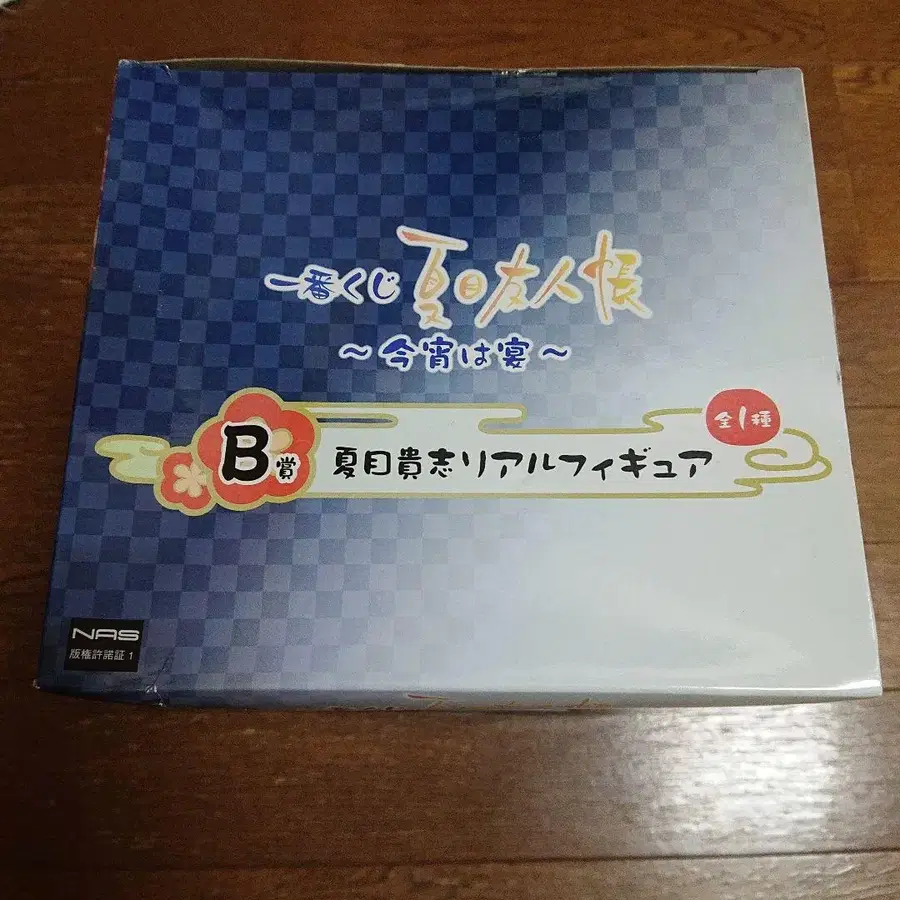 一番くじ 夏目友人帳
～今宵は宴～
全1種
B賞 夏目貴志リアルフィギュア
NAS
版権許諾証1